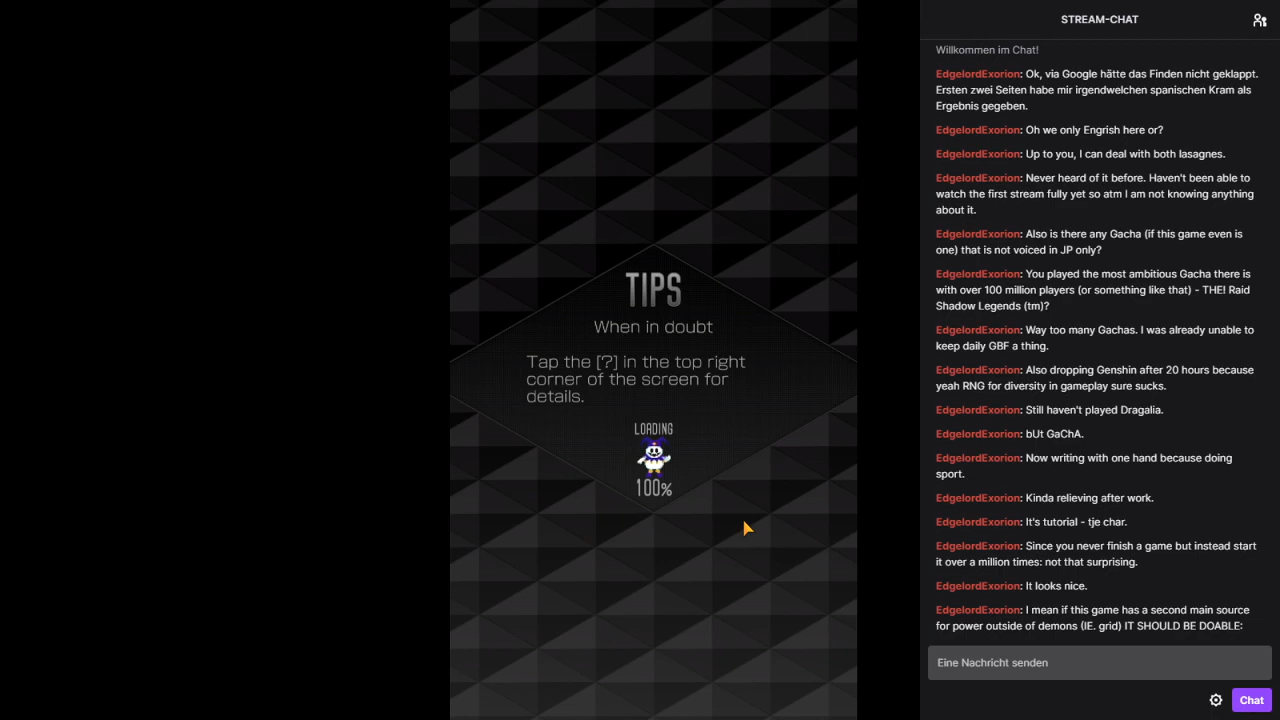 TIPS
When in doubt
Tap the [?] in the top right
corner of the screen for
details.
LOADING
100%
STREAM-CHAT
Willkommen im Chat!
EdgelordExorion: Ok, via Google hätte das Finden nicht geklappt.
Ersten zwei Seiten habe mir irgendwelchen spanischen Kram als
Ergebnis gegeben.
EdgelordExorion: Oh we only Engrish here or?
EdgelordExorion: Up to you, I can deal with both lasagnes.
EdgelordExorion: Never heard of it before. Haven't been able to
watch the first stream fully yet so atm I am not knowing anything
about it.
EdgelordExorion: Also is there any Gacha (if this game even is
one) that is not voiced in JP only?
EdgelordExorion: You played the most ambitious Gacha there is
with over 100 million players (or something like that) - THE! Raid
Shadow Legends (tm)?
EdgelordExorion: Way too many Gachas. I was already unable to
keep daily GBF a thing.
EdgelordExorion: Also dropping Genshin after 20 hours because
yeah RNG for diversity in gameplay sure sucks.
EdgelordExorion: Still haven't played Dragalia.
EdgelordExorion: bUt GaChA.
EdgelordExorion: Now writing with one hand because doing
sport.
EdgelordExorion: Kinda relieving after work.
EdgelordExorion: It's tutorial - tje char.
EdgelordExorion: Since you never finish a game but instead start
it over a million times: not that surprising.
EdgelordExorion: It looks nice.
EdgelordExorion: I mean if this game has a second main source
for power outside of demons (IE. grid) IT SHOULD BE DOABLE:
Eine Nachricht senden
Chat